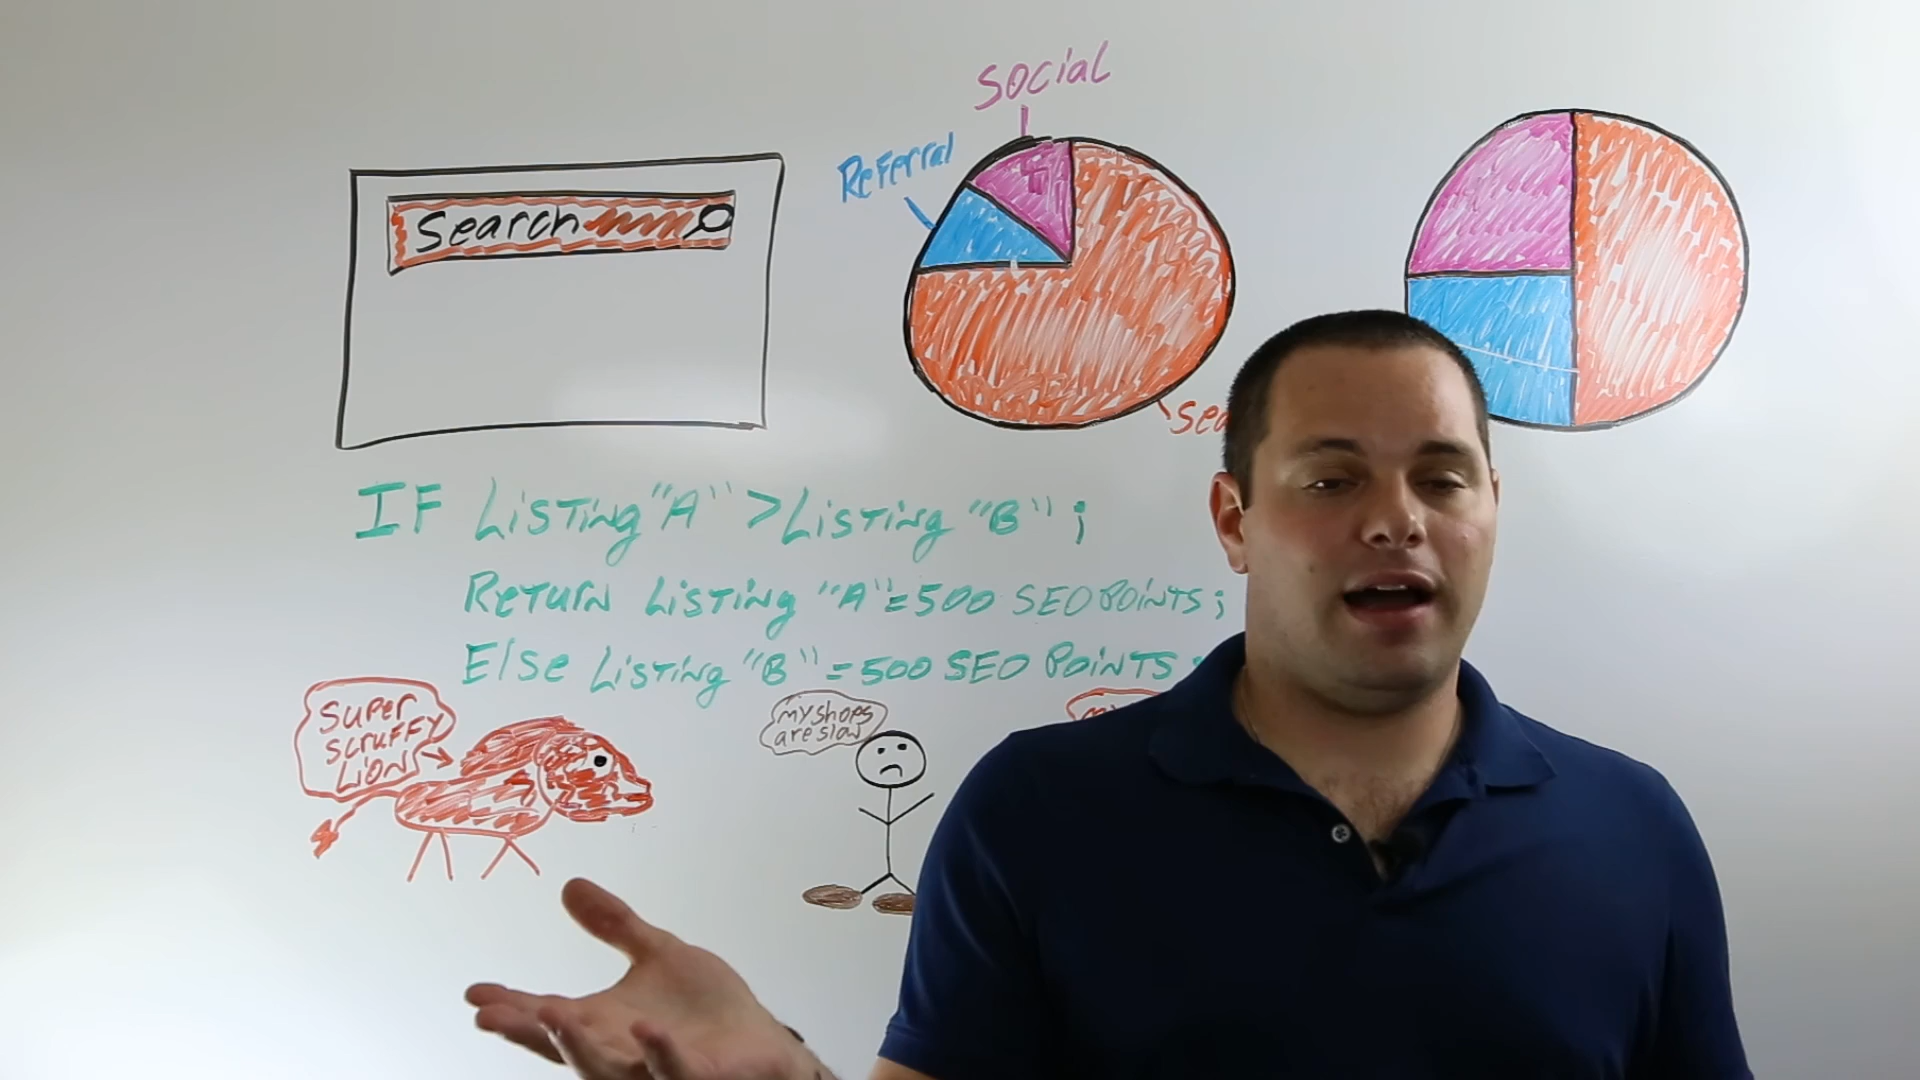 Social
Referral
Search
IF Listing "A" > Listing "B" ;
Return Listing "A" = 500 SEO POINTS ;
Else Listing "B" = 500 SEO POINTS ;
SUPER
SCRUFFY
LION
my shops
are slow